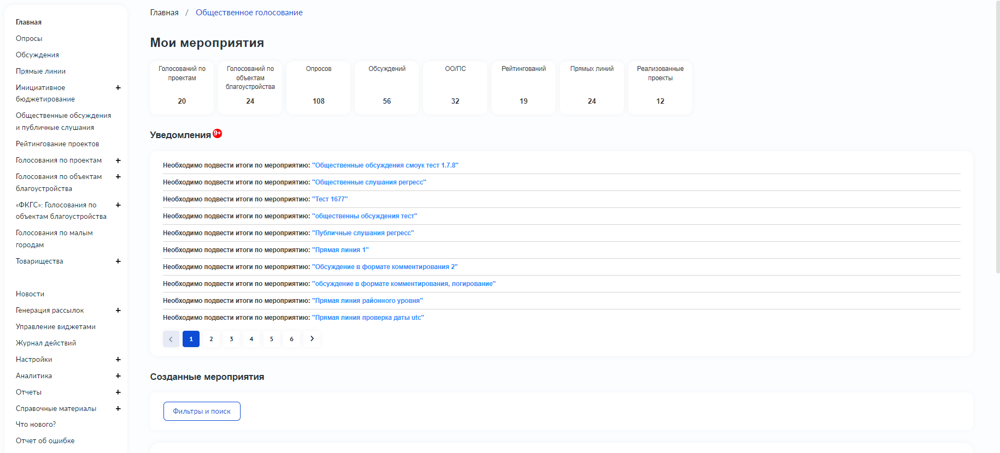 Главная
Опросы
Обсуждения
Прямые линии
Инициативное
бюджетирование
Общественные обсуждения
и публичные слушания
Рейтингование проектов
Голосования по проектам
Голосования по объектам
благоустройства
«ФКГС»: Голосования по
объектам благоустройства
Голосования по малым
городам
Товарищества
Новости
Генерация рассылок
Управление виджетами
Журнал действий
Настройки
Аналитика
Отчеты
Справочные материалы
Что нового?
Отчет об ошибке
Главная / Общественное голосование
Мои мероприятия
Голосований по
проектам
20
Голосований по
объектам
благоустройства
24
Опросов
108
Обсуждений
56
ОО/ПС
32
Рейтингований
19
Прямых линий
24
Реализованные
проекты
12
Уведомления 9+
Необходимо подвести итоги по мероприятию: "Общественные обсуждения смоук тест 1.7.8"
Необходимо подвести итоги по мероприятию: "Общественные слушания регресс"
Необходимо подвести итоги по мероприятию: "Тест 1677"
Необходимо подвести итоги по мероприятию: "общественны обсуждения тест"
Необходимо подвести итоги по мероприятию: "Публичные слушания регресс"
Необходимо подвести итоги по мероприятию: "Прямая линия 1"
Необходимо подвести итоги по мероприятию: "Обсуждение в формате комментирования 2"
Необходимо подвести итоги по мероприятию: "обсуждение в формате комментирования, логирование"
Необходимо подвести итоги по мероприятию: "Прямая линия районного уровня"
Необходимо подвести итоги по мероприятию: "Прямая линия проверка даты utc"
1 2 3 4 5 6
Созданные мероприятия
Фильтры и поиск